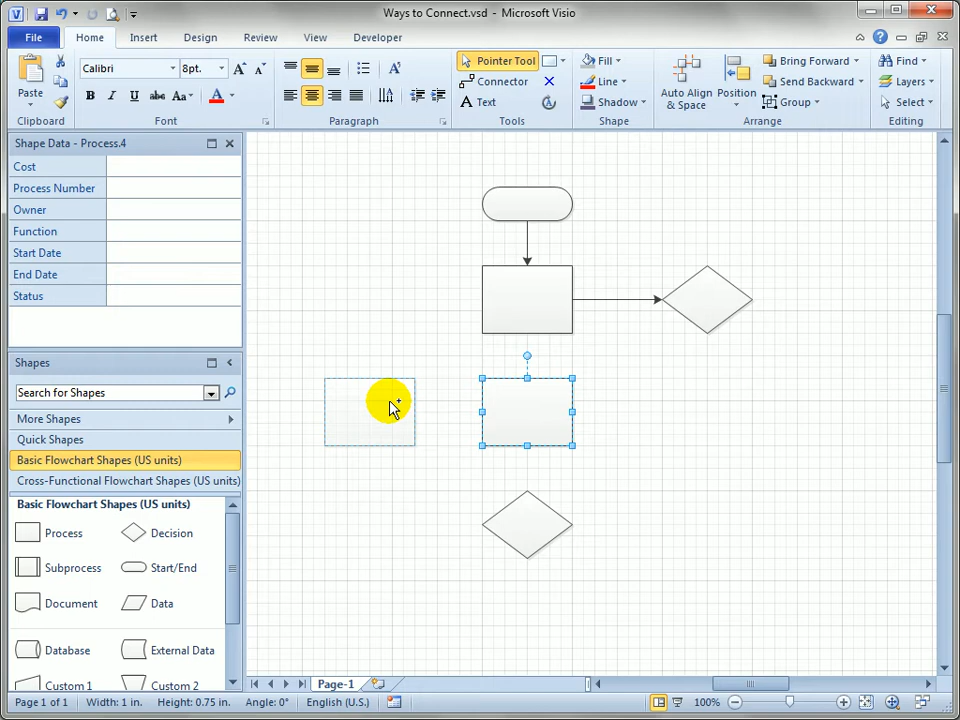 Ways to Connect.vsd - Microsoft Visio
File Home Insert Design Review View Developer
Paste
Clipboard
Calibri 8pt.
B I U abc Aa A
Font
Paragraph
Pointer Tool
Connector
A Text
Tools
Fill
Line
Shadow
Shape
Auto Align & Space
Position
Bring Forward
Send Backward
Group
Arrange
Find
Layers
Select
Editing
Shape Data - Process.4
Cost
Process Number
Owner
Function
Start Date
End Date
Status
Shapes
Search for Shapes
More Shapes
Quick Shapes
Basic Flowchart Shapes (US units)
Cross-Functional Flowchart Shapes (US units)
Basic Flowchart Shapes (US units)
Process Decision
Subprocess Start/End
Document Data
Database External Data
Custom 1 Custom 2
Page-1
Page 1 of 1 Width: 1 in. Height: 0.75 in. Angle: 0° English (U.S.) 100%